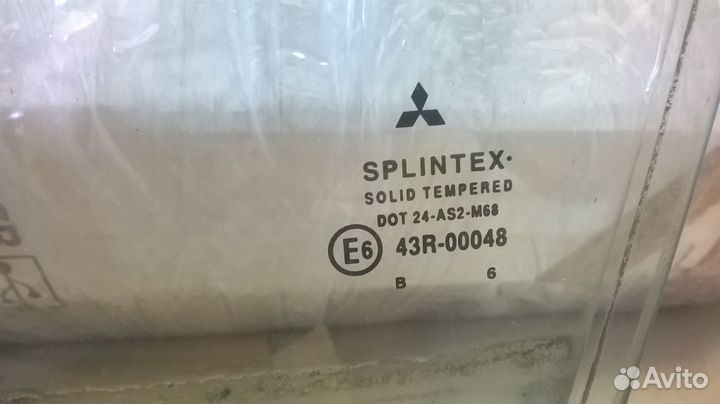 SPLINTEX.
SOLID TEMPERED
DOT 24-AS2-M68
E6 43R-00048
B 6
Avito